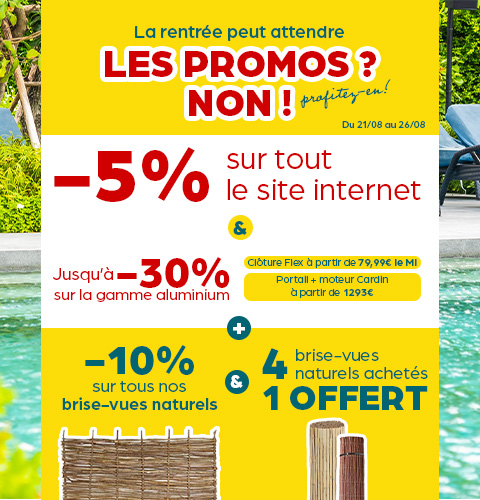 La rentrée peut attendre
LES PROMOS ?
NON !
profitez-en !
Du 21/08 au 26/08
-5%
sur tout
le site internet
&
Jusqu'à -30%
sur la gamme aluminium
Clôture Flex à partir de 79,99€ le Ml
Portail + moteur Cardin
à partir de 1293€
+
-10%
sur tous nos
brise-vues naturels
&
4 brise-vues
naturels achetés
1 OFFERT